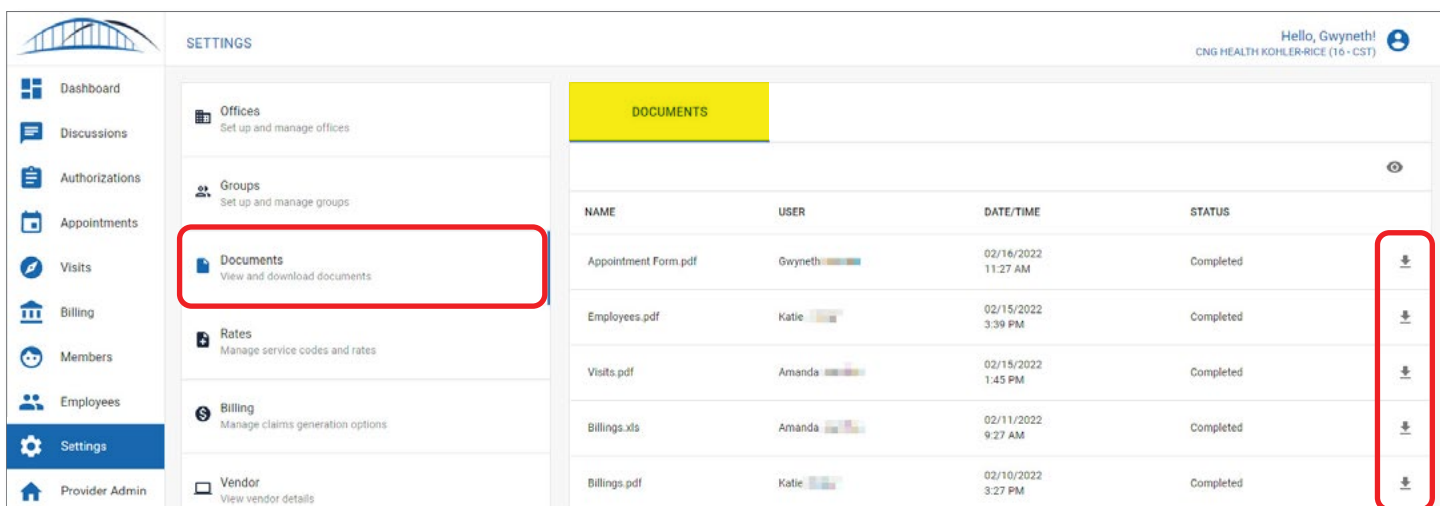 SETTINGS
Hello, Gwyneth!
CNG HEALTH KOHLER-RICE (16 - CST)
Dashboard
Discussions
Authorizations
Appointments
Visits
Billing
Members
Employees
Settings
Provider Admin
Offices
Set up and manage offices
Groups
Set up and manage groups
Documents
View and download documents
Rates
Manage service codes and rates
Billing
Manage claims generation options
Vendor
View vendor details
DOCUMENTS
NAME USER DATE/TIME STATUS
Appointment Form.pdf Gwyneth 02/16/2022 Completed
11:27 AM
Employees.pdf Katie 02/15/2022 Completed
3:39 PM
Visits.pdf Amanda 02/15/2022 Completed
1:45 PM
Billings.xls Amanda 02/11/2022 Completed
9:27 AM
Billings.pdf Katie 02/10/2022 Completed
3:27 PM